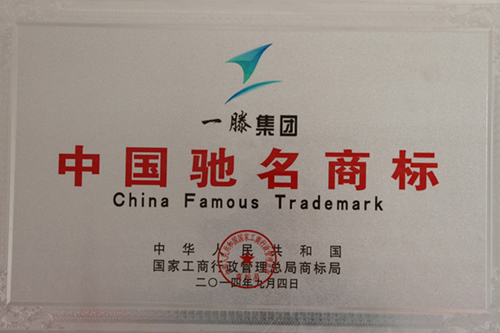 一滕集团
中国驰名商标
China Famous Trademark
中华人民共和国
国家工商行政管理总局商标局
二〇一四年九月四日